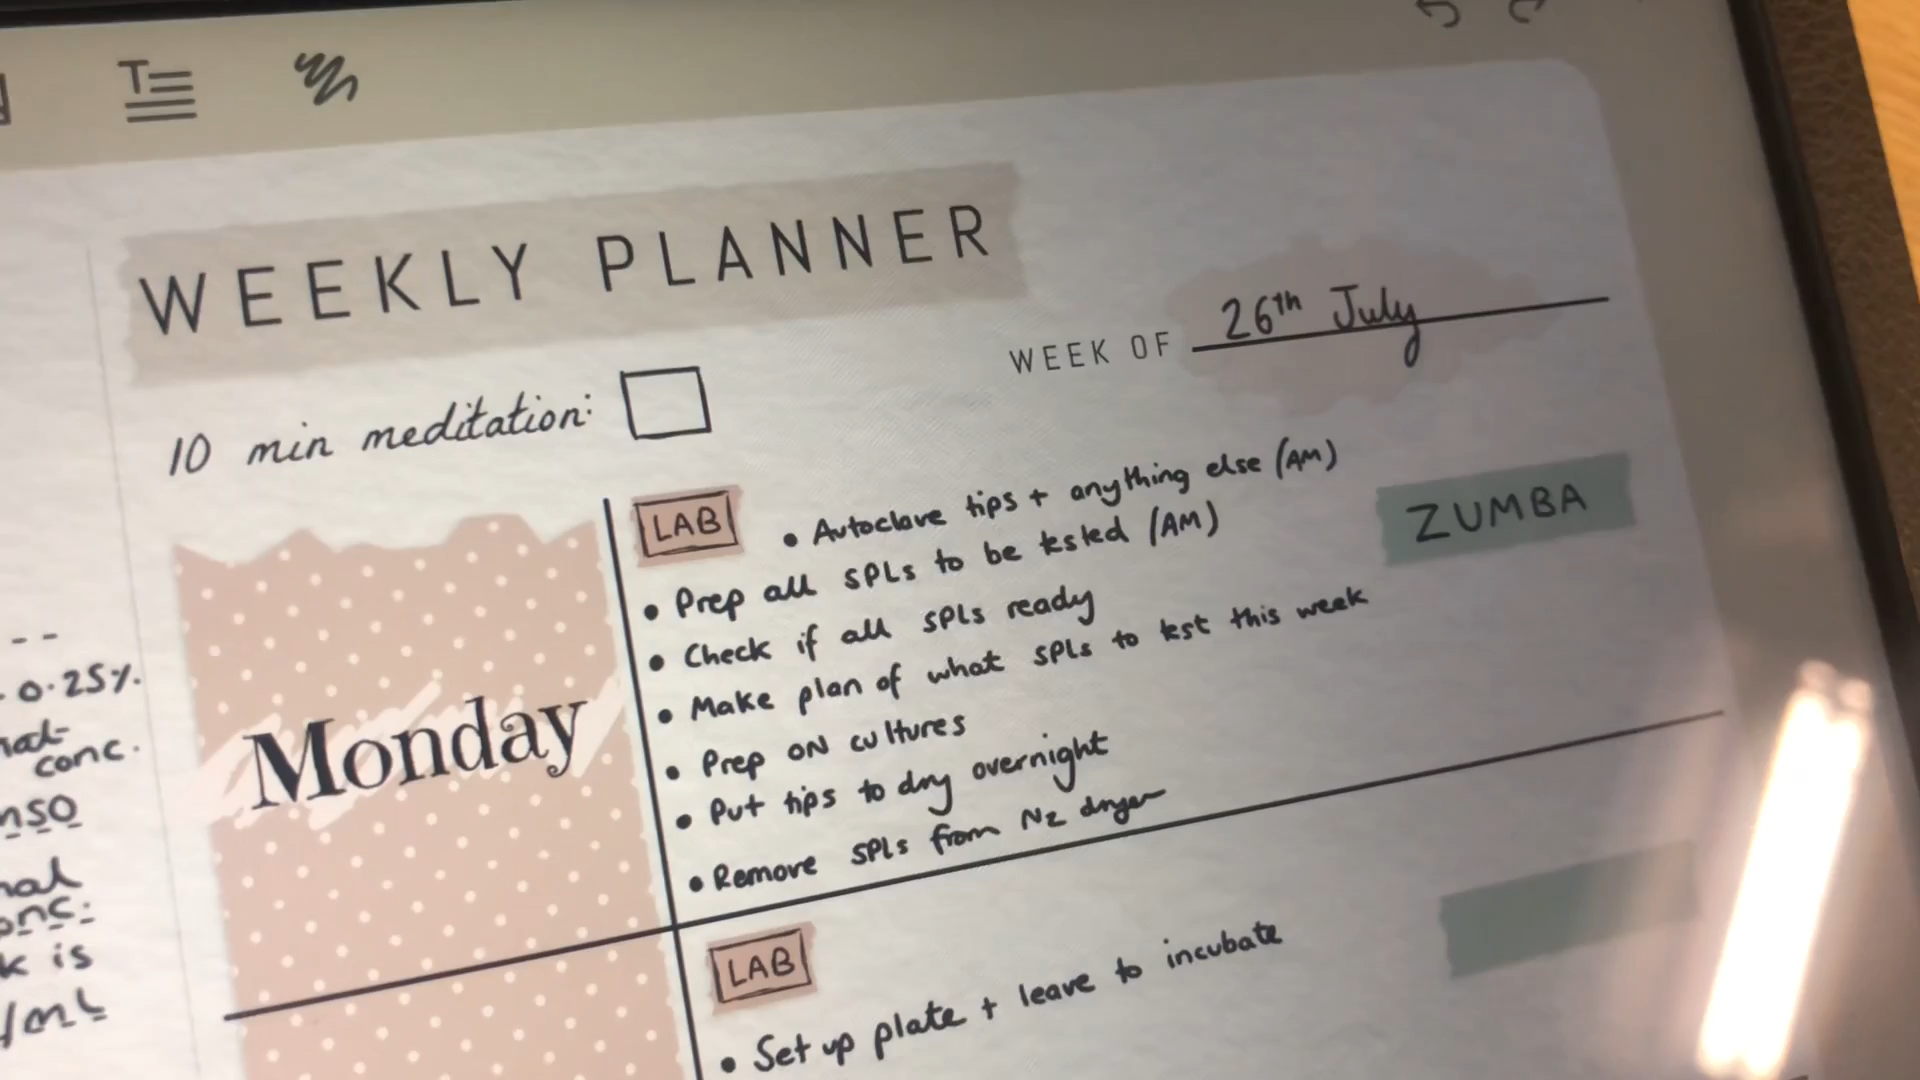 WEEKLY PLANNER
WEEK OF 26th July
10 min meditation:
LAB
• Autoclave tips + anything else (AM)
ZUMBA
• Prep all SPLs to be tested (AM)
• Check if all SPLs ready
• Make plan of what SPLs to test this week
• Prep ON cultures
• Put tips to dry overnight
• Remove SPLs from N2 dryer
Monday
LAB
• Set up plate + leave to incubate
0.25%.
conc.
k is
/mL